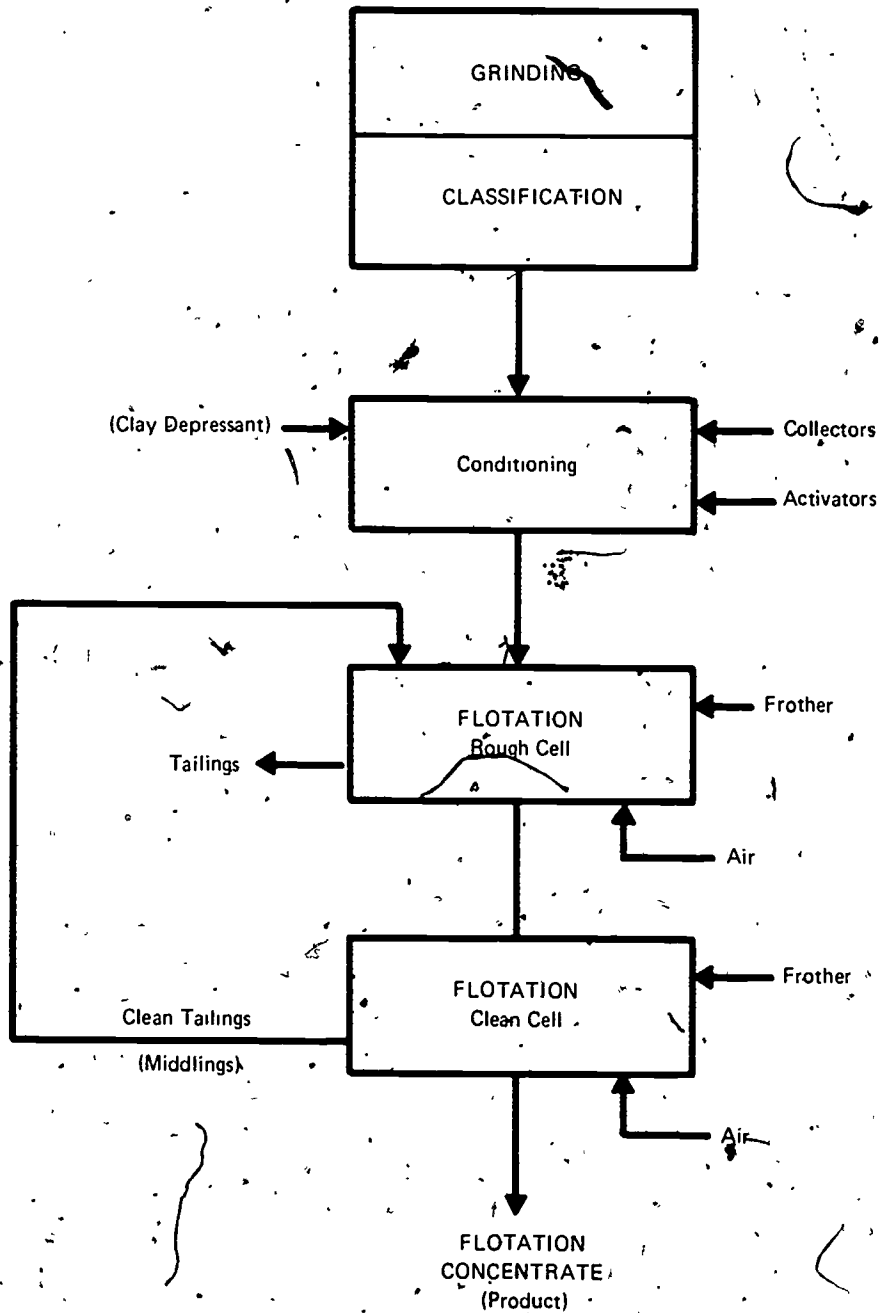 GRINDING
CLASSIFICATION
(Clay Depressant)
Collectors
Conditioning
Activators
FLOTATION
Rough Cell
Frother
Tailings
Air
FLOTATION
Clean Cell
Frother
Clean Tailings
(Middlings)
Air
FLOTATION
CONCENTRATE
(Product)